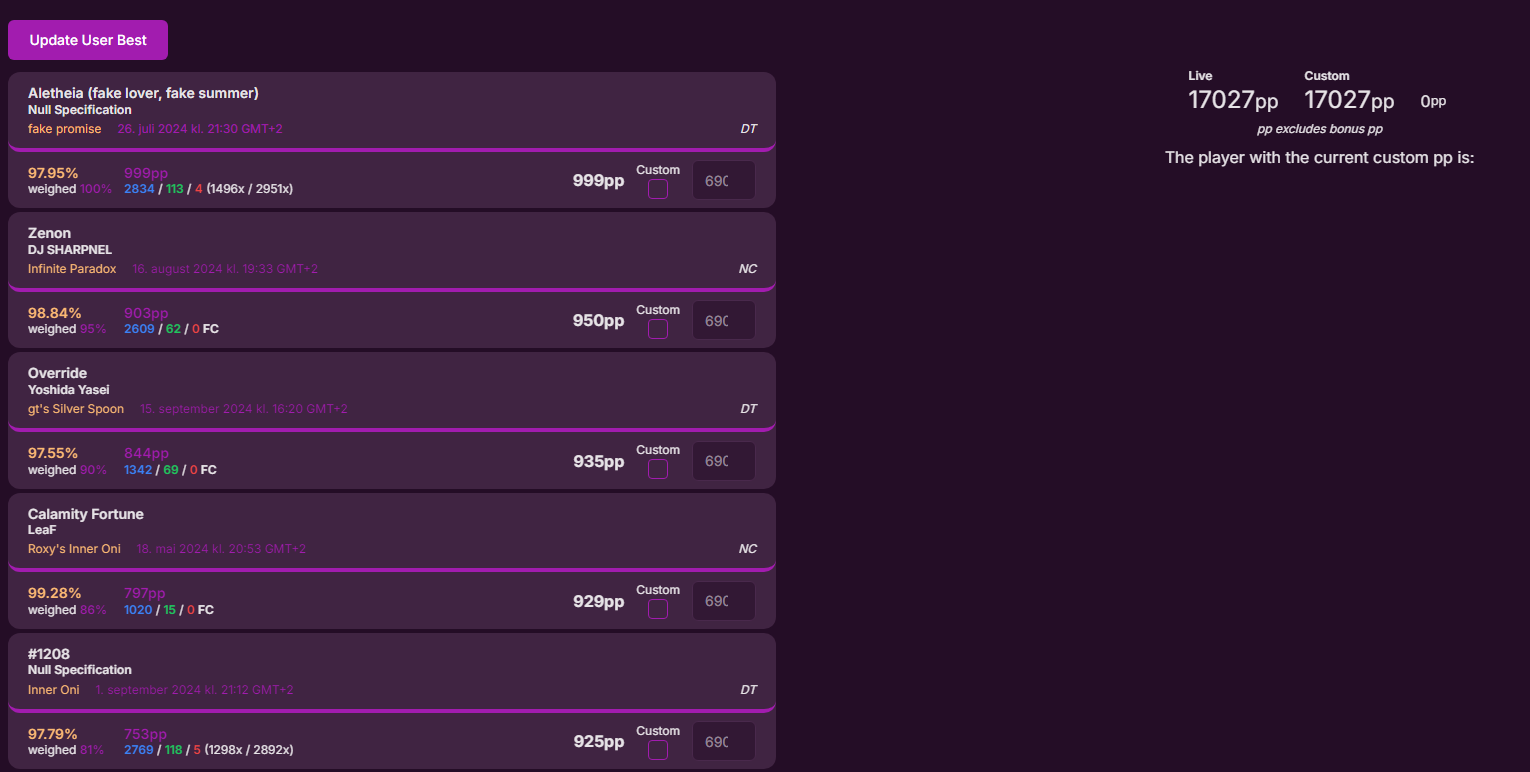 Update User Best
Live Custom
17027pp 17027pp 0pp
pp excludes bonus pp
The player with the current custom pp is:
Aletheia (fake lover, fake summer)
Null Specification
fake promise 26. juli 2024 kl. 21:30 GMT+2 DT
97.95% 999pp
weighed 100% 2834 / 113 / 4 (1496x / 2951x)
999pp Custom 690
Zenon
DJ SHARPNEL
Infinite Paradox 16. august 2024 kl. 19:33 GMT+2 NC
98.84% 903pp
weighed 95% 2609 / 62 / 0 FC
950pp Custom 690
Override
Yoshida Yasei
gt's Silver Spoon 15. september 2024 kl. 16:20 GMT+2 DT
97.55% 844pp
weighed 90% 1342 / 69 / 0 FC
935pp Custom 690
Calamity Fortune
LeaF
Roxy's Inner Oni 18. mai 2024 kl. 20:53 GMT+2 NC
99.28% 797pp
weighed 86% 1020 / 15 / 0 FC
929pp Custom 690
#1208
Null Specification
Inner Oni 1. september 2024 kl. 21:12 GMT+2 DT
97.79% 753pp
weighed 81% 2769 / 118 / 5 (1298x / 2892x)
925pp Custom 690